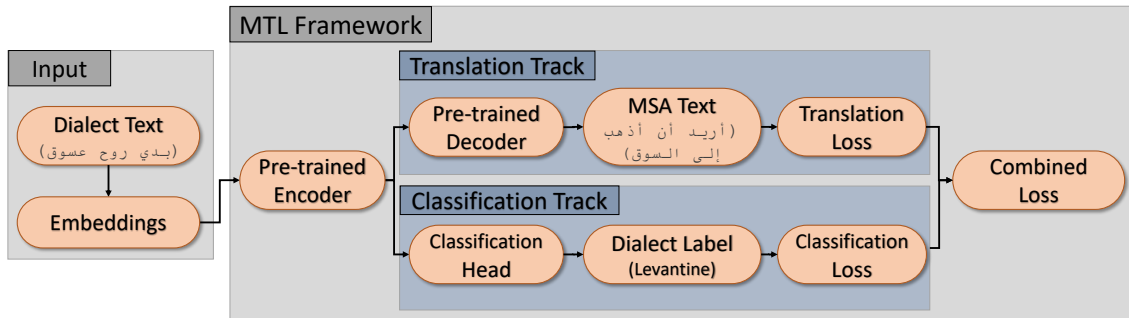 MTL Framework
Input
Dialect Text
(بدي روح عسوق)
Embeddings
Pre-trained
Encoder
Translation Track
Pre-trained
Decoder
MSA Text
(أريد أن أذهب
إلى السوق)
Translation
Loss
Classification Track
Classification
Head
Dialect Label
(Levantine)
Classification
Loss
Combined
Loss